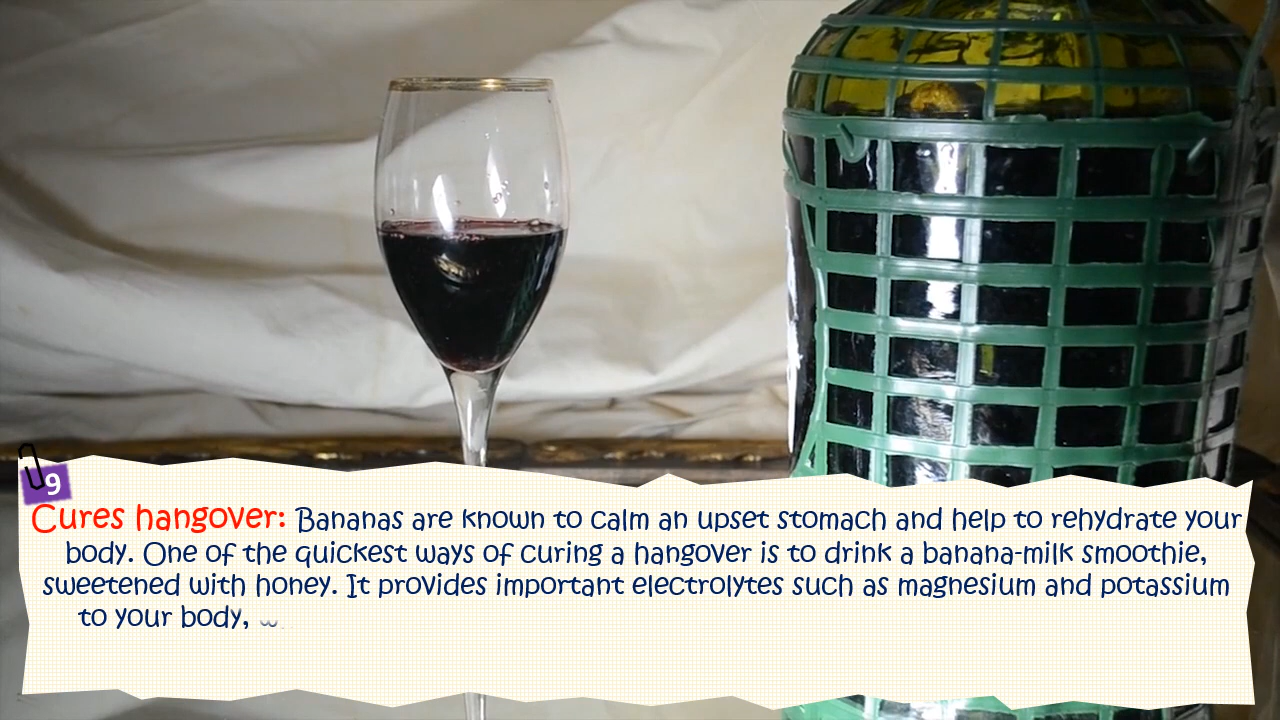 9
Cures hangover: Bananas are known to calm an upset stomach and help to rehydrate your
body. One of the quickest ways of curing a hangover is to drink a banana-milk smoothie,
sweetened with honey. It provides important electrolytes such as magnesium and potassium
to your body,